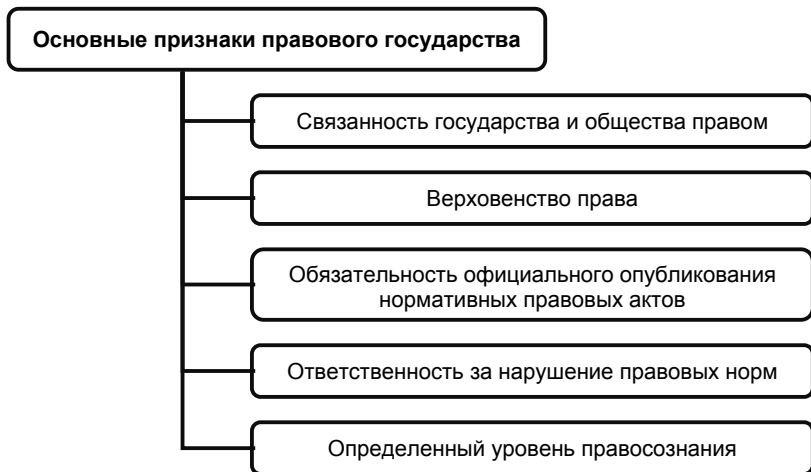 Основные признаки правового государства
Связанность государства и общества правом
Верховенство права
Обязательность официального опубликования
нормативных правовых актов
Ответственность за нарушение правовых норм
Определенный уровень правосознания